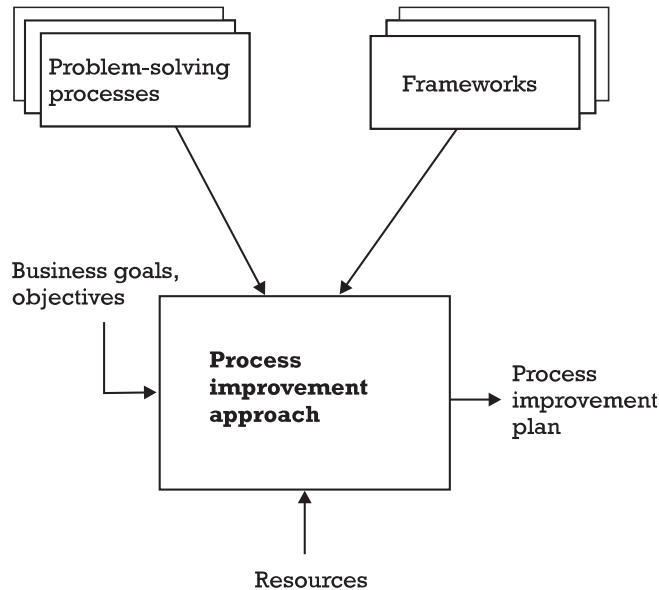 Problem-solving
processes
Frameworks
Business goals,
objectives
Process
improvement
approach
Process
improvement
plan
Resources